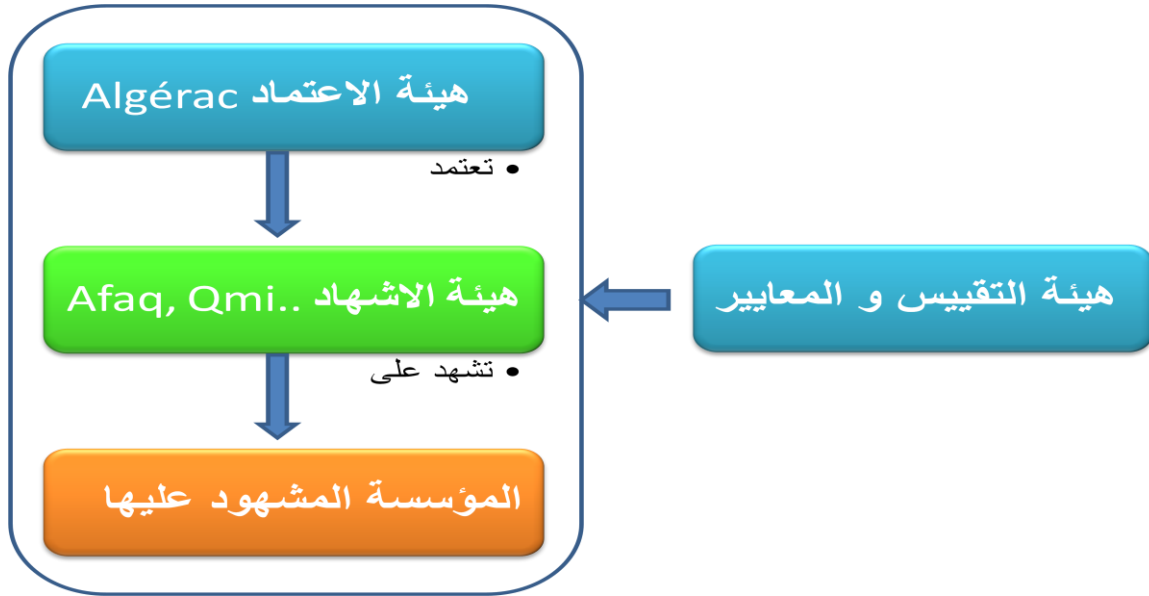 هيئة الاعتماد Algérac
• تعتمد
هيئة الاشهاد Afaq, Qmi..
• تشهد على
المؤسسة المشهود عليها
هيئة التقييس و المعايير